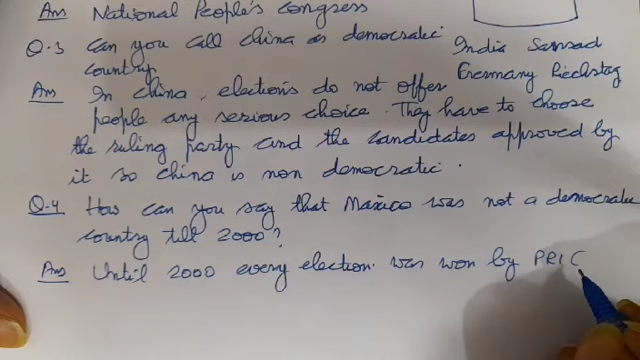 Ans National People's Congress
Q.3 Can you call China as democratic
country
India Sansad
Germany Riechstag
Ans In China, elections do not offer
people any serious choice. They have to choose
the ruling party and the candidates approved by
it so China is non democratic.
Q.4 How can you say that Maxico was not a democratic
country till 2000?
Ans Until 2000 every election was won by PRI (